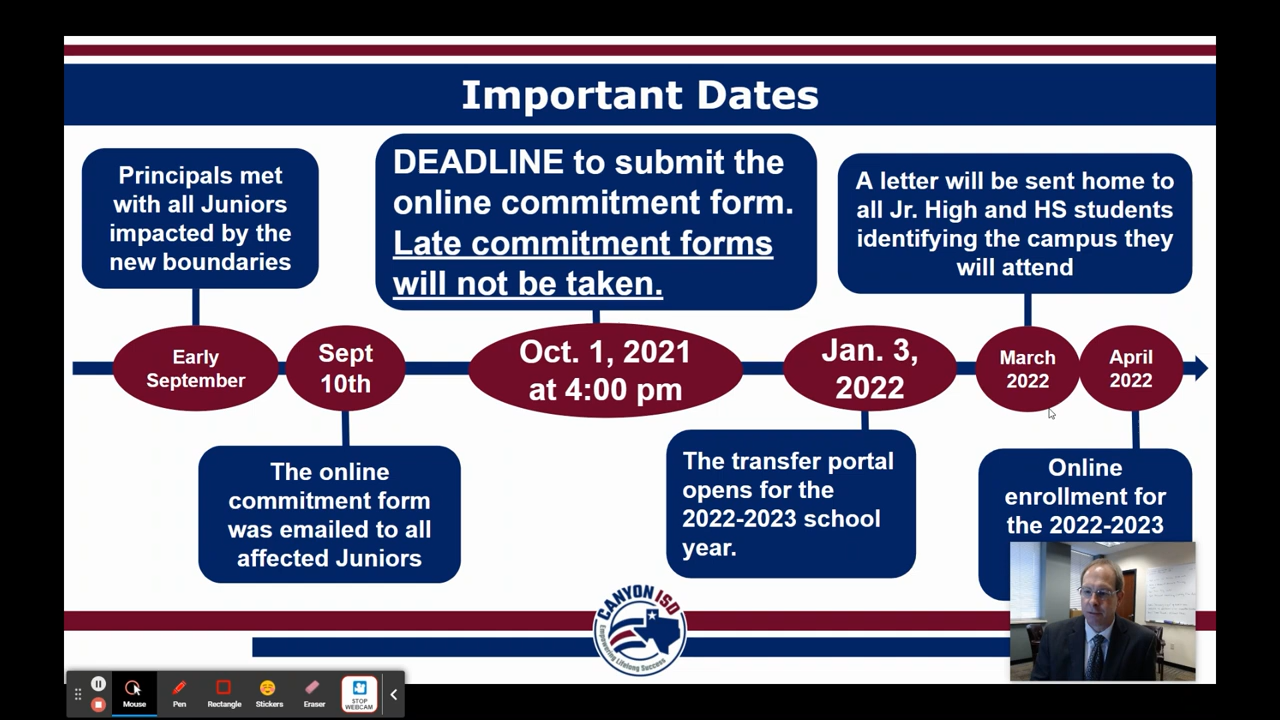 Important Dates
Principals met
with all Juniors
impacted by the
new boundaries
DEADLINE to submit the
online commitment form.
Late commitment forms
will not be taken.
A letter will be sent home to
all Jr. High and HS students
identifying the campus they
will attend
Early
September
Sept
10th
Oct. 1, 2021
at 4:00 pm
Jan. 3,
2022
March
2022
April
2022
The online
commitment form
was emailed to all
affected Juniors
The transfer portal
opens for the
2022-2023 school
year.
Online
enrollment for
the 2022-2023
CANYON ISD
Empowering Lifelong Success
Mouse
Pen
Rectangle
Stickers
Eraser
STOP
WEBCAM